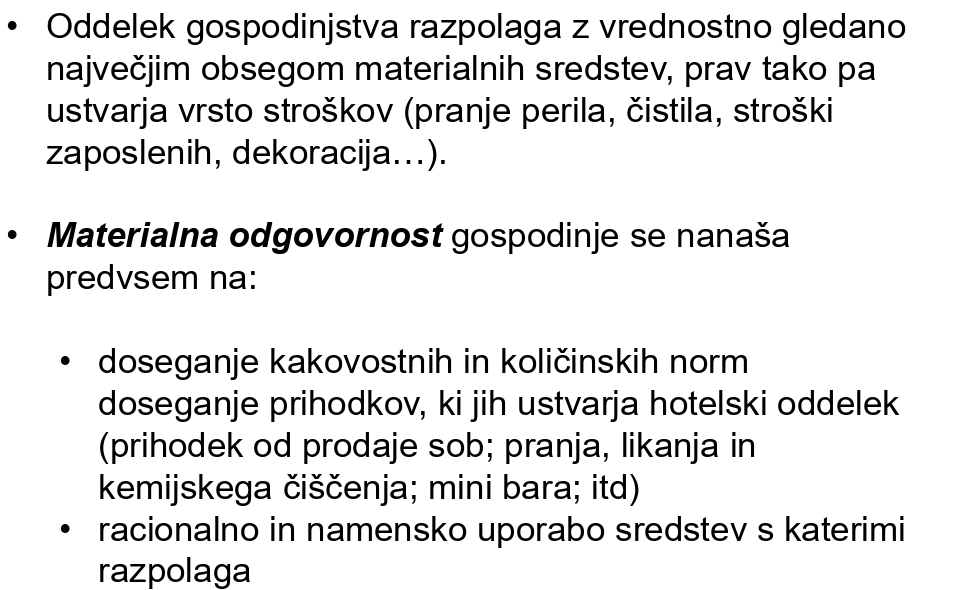 • Oddelek gospodinjstva razpolaga z vrednostno gledano
največjim obsegom materialnih sredstev, prav tako pa
ustvarja vrsto stroškov (pranje perila, čistila, stroški
zaposlenih, dekoracija…).
• Materialna odgovornost gospodinje se nanaša
predvsem na:
• doseganje kakovostnih in količinskih norm
doseganje prihodkov, ki jih ustvarja hotelski oddelek
(prihodek od prodaje sob; pranja, likanja in
kemijskega čiščenja; mini bara; itd)
• racionalno in namensko uporabo sredstev s katerimi
razpolaga